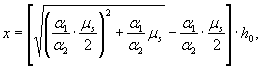 x = [ √( (α₁/α₂ · μₛ/2)² + α₁/α₂ μₛ ) − α₁/α₂ · μₛ/2 ] · h₀,